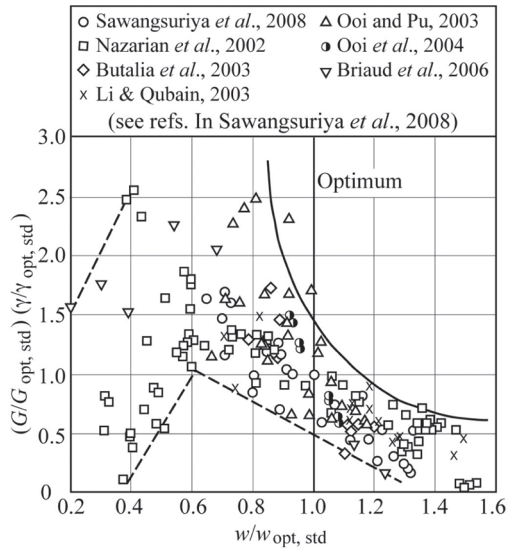 ○ Sawangsuriya et al., 2008
△ Ooi and Pu, 2003
□ Nazarian et al., 2002
◑ Ooi et al., 2004
◇ Butalia et al., 2003
▽ Briaud et al., 2006
x Li & Qubain, 2003
(see refs. In Sawangsuriya et al., 2008)
3.0
Optimum
2.5
2.0
1.5
1.0
0.5
0
(G/G opt, std) (γ/γ opt, std)
0.2 0.4 0.6 0.8 1.0 1.2 1.4 1.6
w/w opt, std